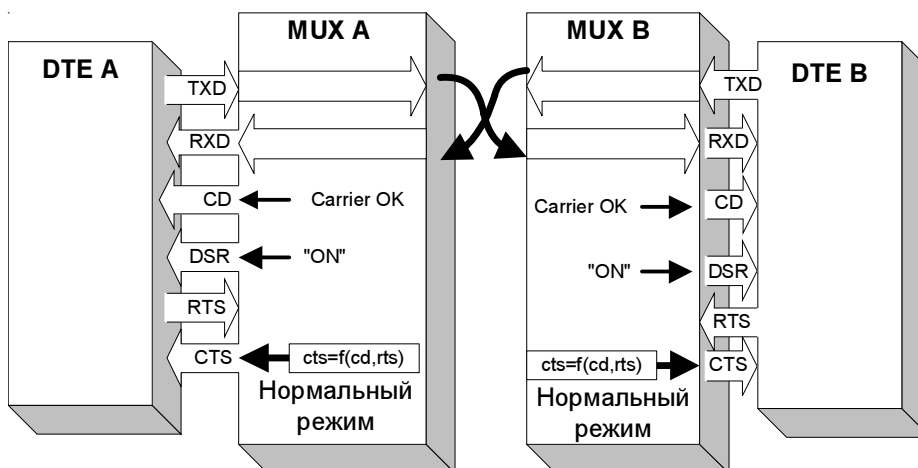 MUX A
MUX B
DTE A
DTE B
TXD
TXD
RXD
RXD
CD
Carrier OK
Carrier OK
CD
DSR
"ON"
"ON"
DSR
RTS
RTS
CTS
cts=f(cd,rts)
cts=f(cd,rts)
CTS
Нормальный
режим
Нормальный
режим